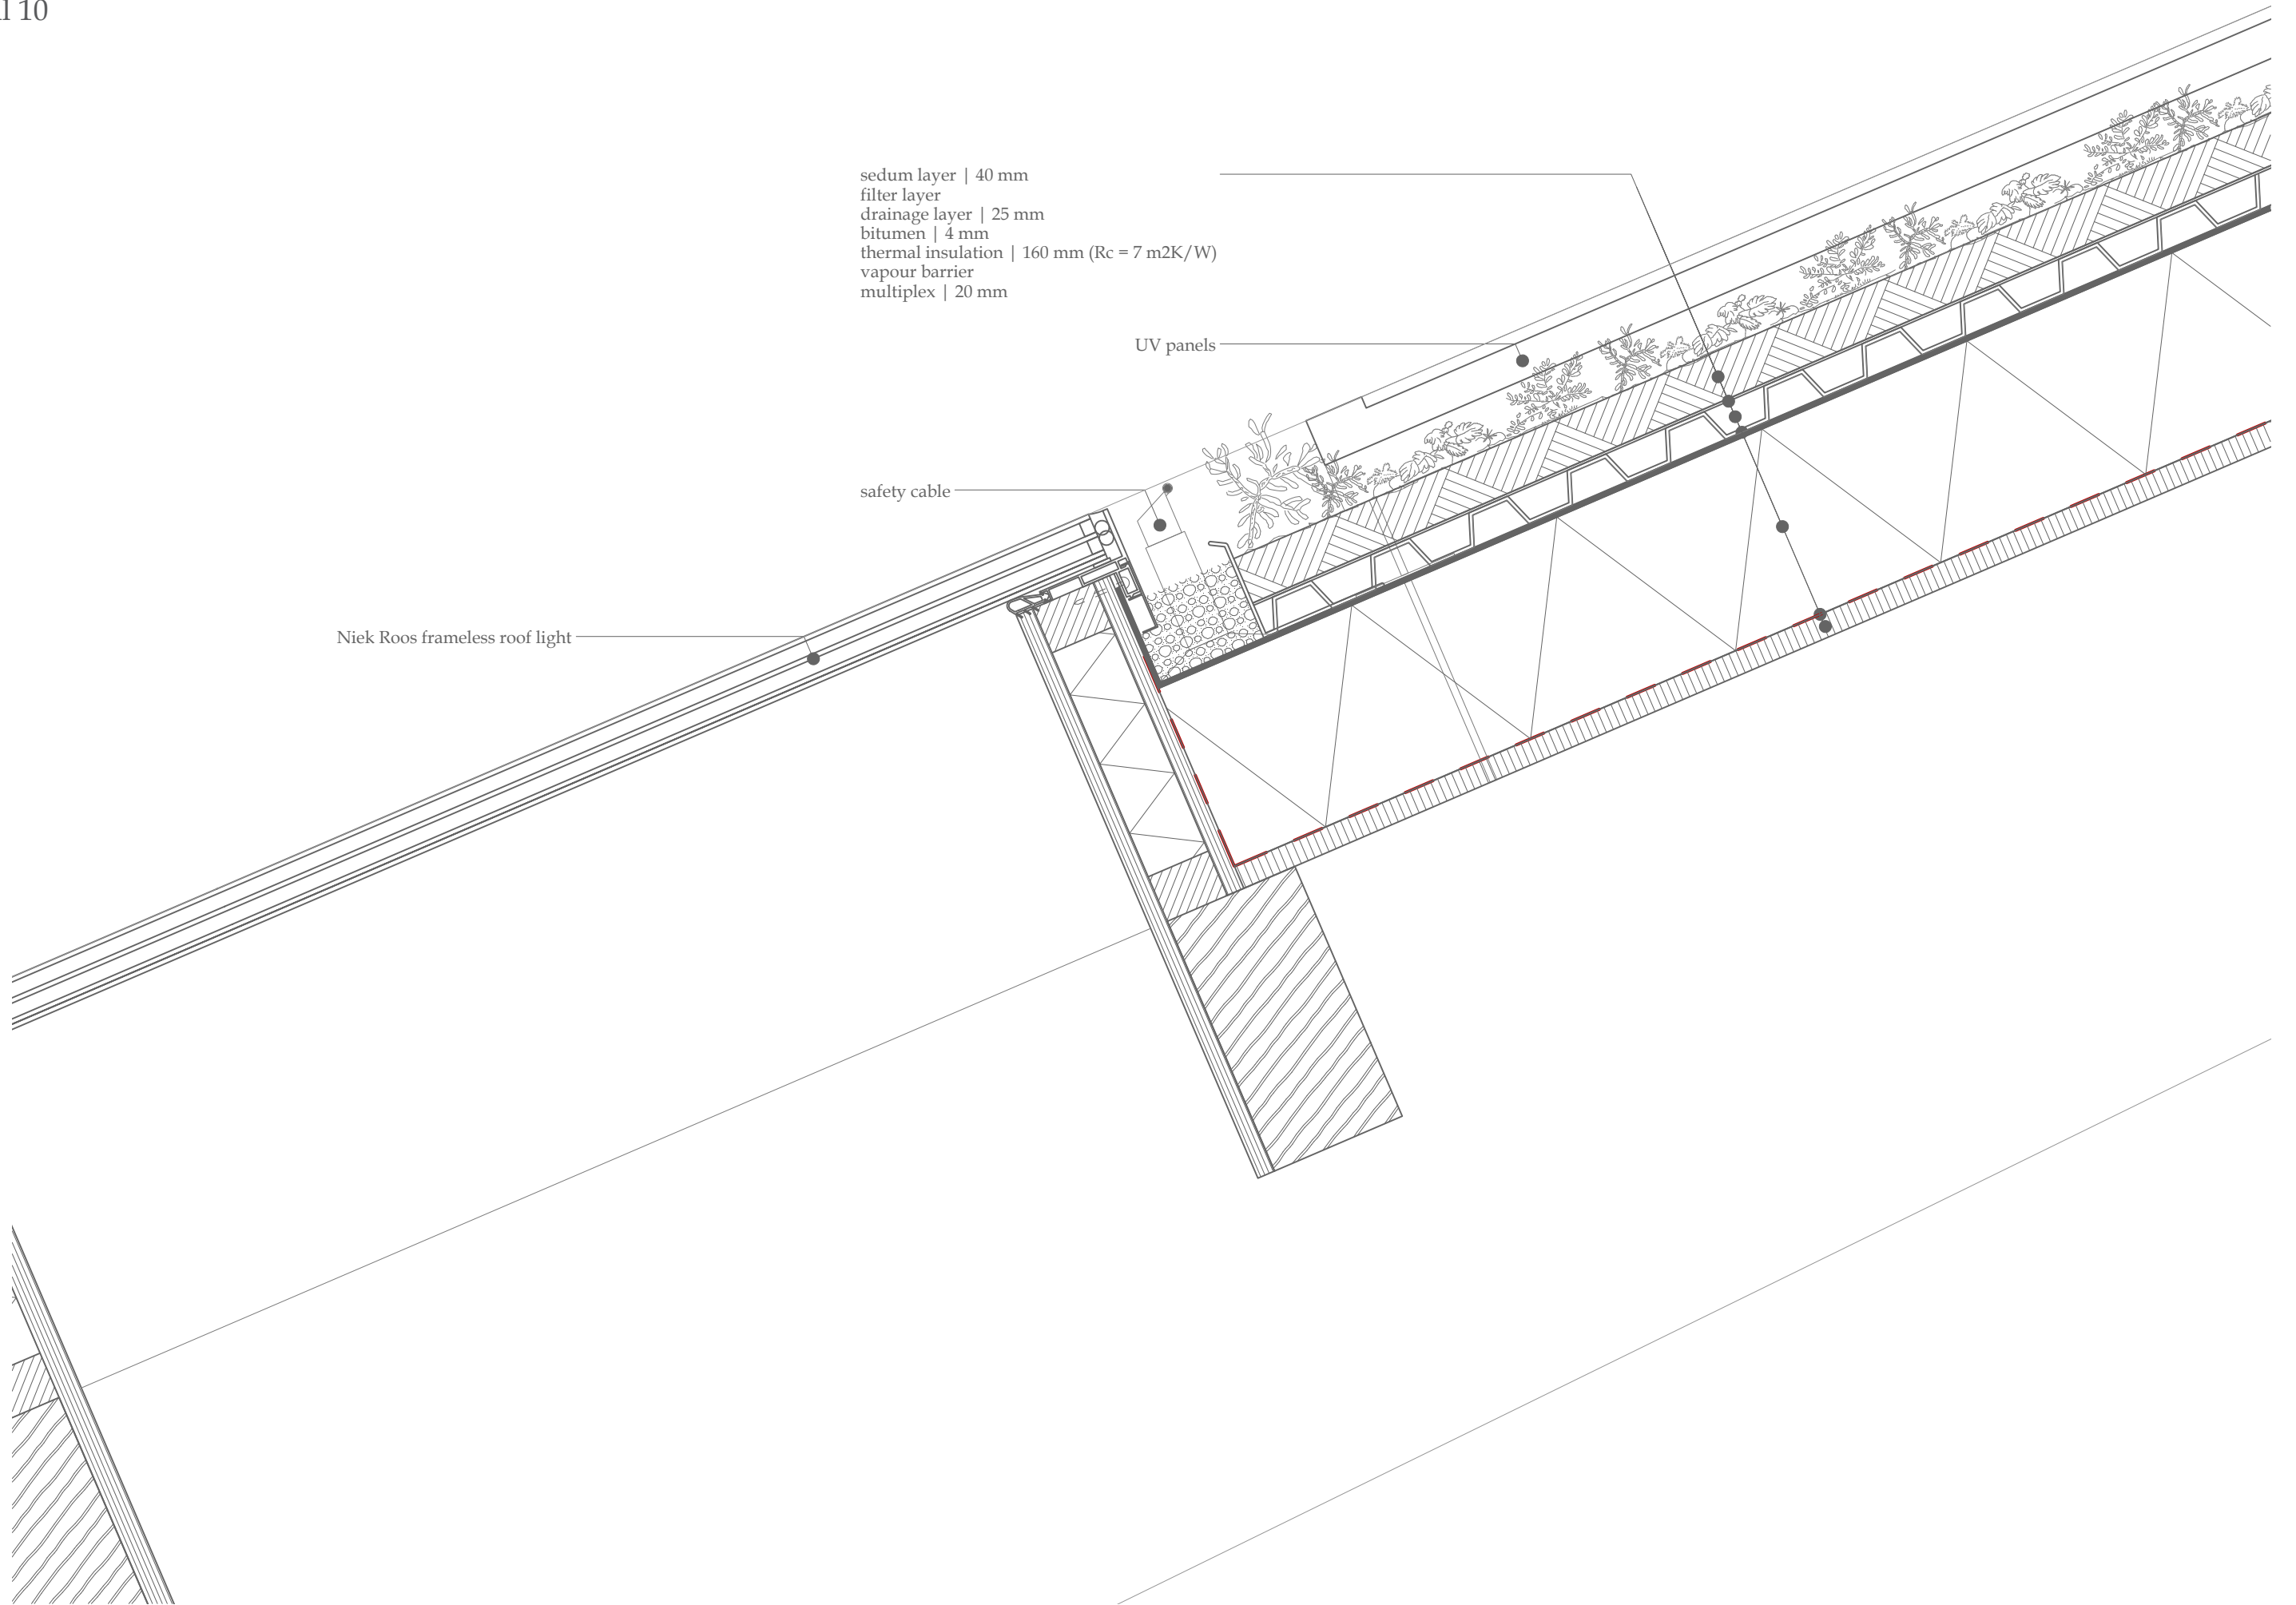 l 10
sedum layer | 40 mm
filter layer
drainage layer | 25 mm
bitumen | 4 mm
thermal insulation | 160 mm (Rc = 7 m2K/W)
vapour barrier
multiplex | 20 mm
UV panels
safety cable
Niek Roos frameless roof light